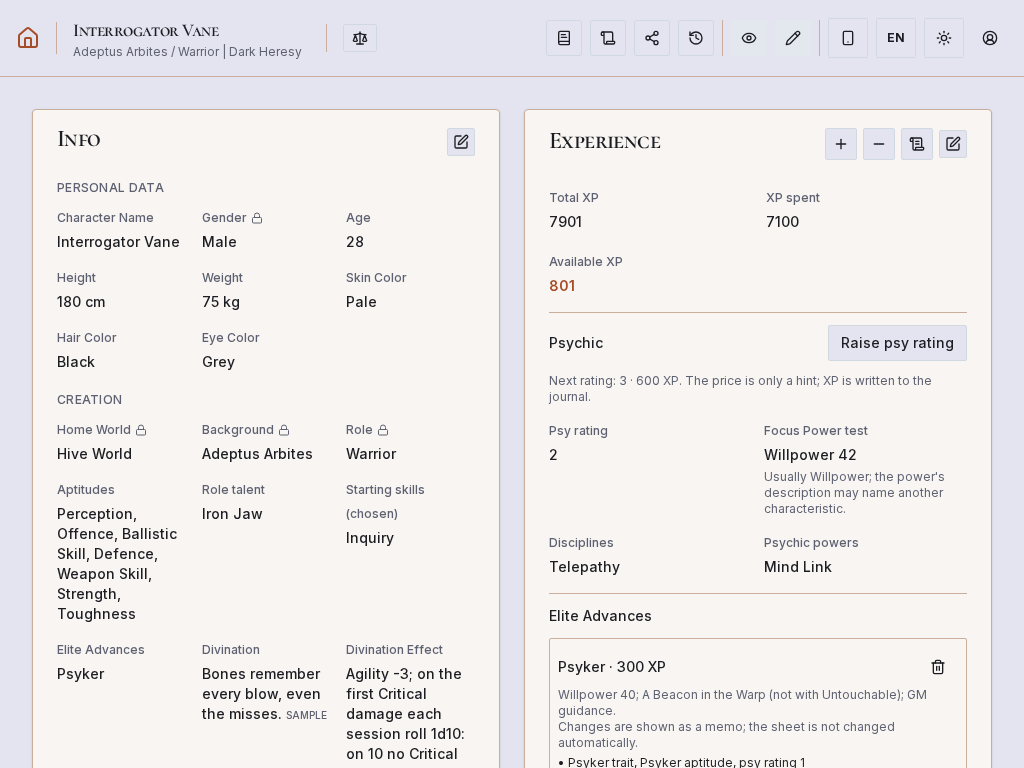 Interrogator Vane
Adeptus Arbites / Warrior | Dark Heresy
EN
Info
PERSONAL DATA
Character Name
Gender
Age
Interrogator Vane
Male
28
Height
Weight
Skin Color
180 cm
75 kg
Pale
Hair Color
Eye Color
Black
Grey
CREATION
Home World
Background
Role
Hive World
Adeptus Arbites
Warrior
Aptitudes
Perception,
Offence, Ballistic
Skill, Defence,
Weapon Skill,
Strength,
Toughness
Role talent
Iron Jaw
Starting skills
(chosen)
Inquiry
Elite Advances
Psyker
Divination
Bones remember
every blow, even
the misses. SAMPLE
Divination Effect
Agility -3; on the
first Critical
damage each
session roll 1d10:
on 10 no Critical
Experience
Total XP
XP spent
7901
7100
Available XP
801
Psychic
Raise psy rating
Next rating: 3 · 600 XP. The price is only a hint; XP is written to the
journal.
Psy rating
2
Focus Power test
Willpower 42
Usually Willpower; the power's
description may name another
characteristic.
Disciplines
Psychic powers
Telepathy
Mind Link
Elite Advances
Psyker · 300 XP
Willpower 40; A Beacon in the Warp (not with Untouchable); GM
guidance.
Changes are shown as a memo; the sheet is not changed
automatically.
• Psyker trait, Psyker aptitude, psy rating 1